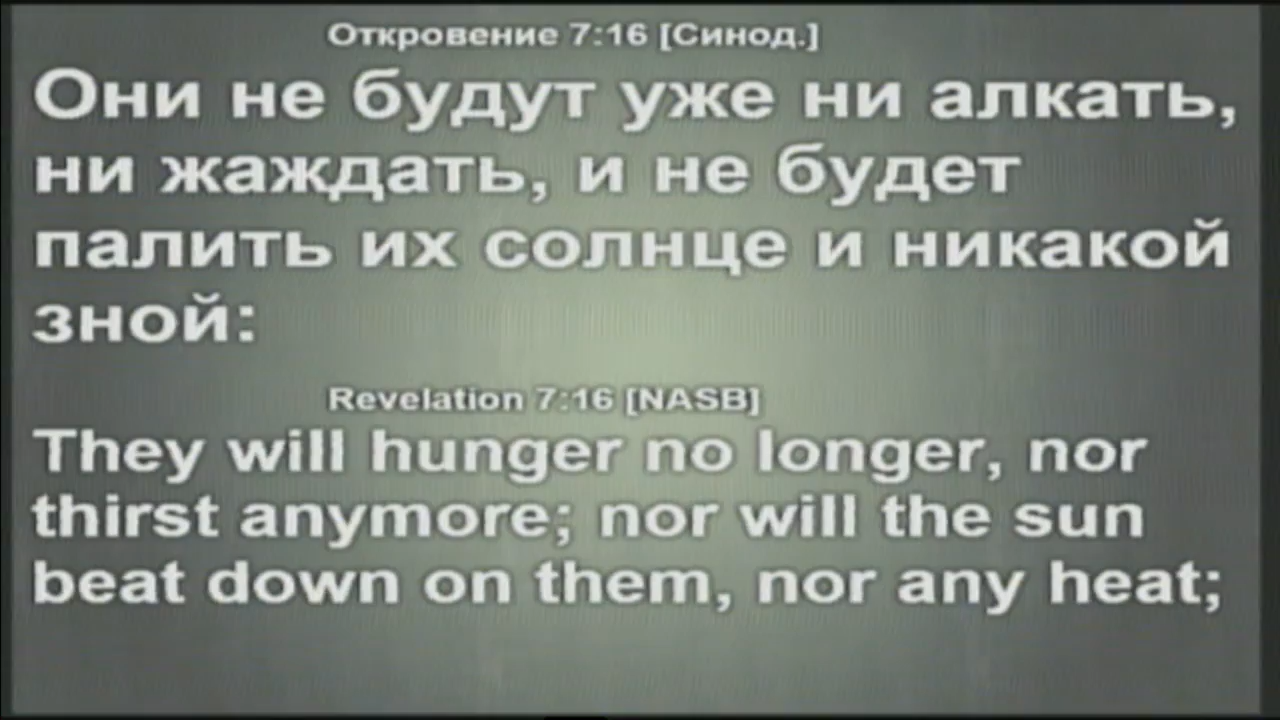 Откровение 7:16 [Синод.]
Они не будут уже ни алкать,
ни жаждать, и не будет
палить их солнце и никакой
зной:
Revelation 7:16 [NASB]
They will hunger no longer, nor
thirst anymore; nor will the sun
beat down on them, nor any heat;